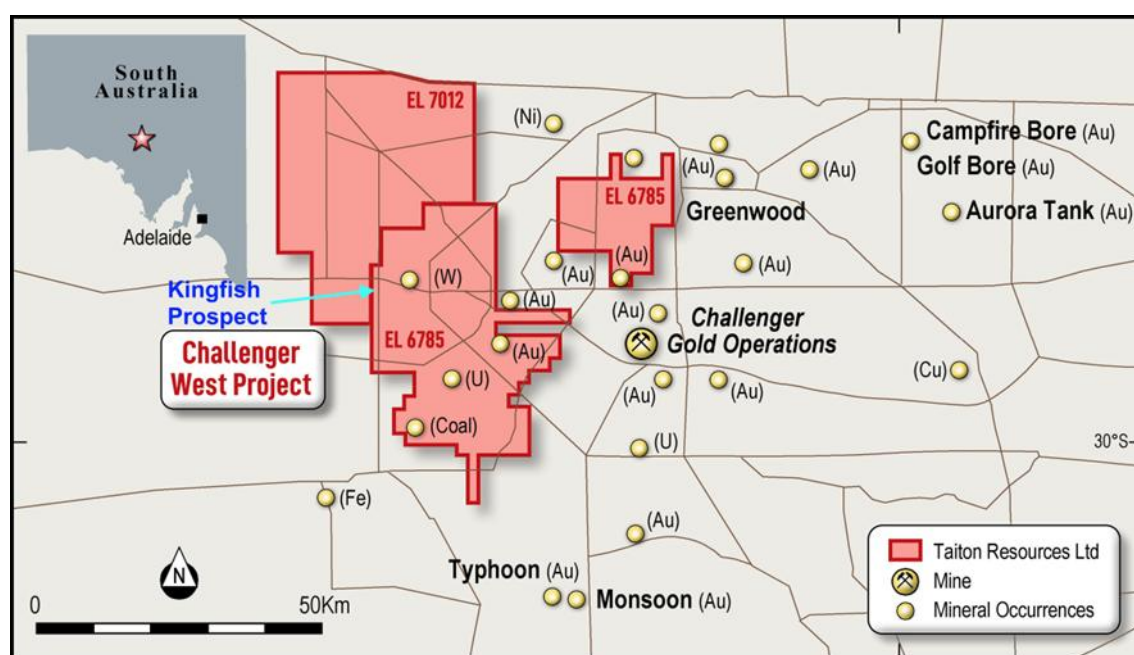 South
Australia
Adelaide
EL 7012
(Ni)
Campfire Bore (Au)
(Au)
(Au)
Golf Bore (Au)
EL 6785
Greenwood
Aurora Tank (Au)
(W)
(Au)
(Au)
(Au)
Kingfish
Prospect
(Au)
(Au)
Challenger
Gold Operations
EL 6785
(Au)
Challenger
West Project
(U)
(Au)
(Au)
(Cu)
(Coal)
(U)
30°S
(Fe)
(Au)
Typhoon (Au)
Monsoon (Au)
N
0
50Km
Taiton Resources Ltd
Mine
Mineral Occurrences